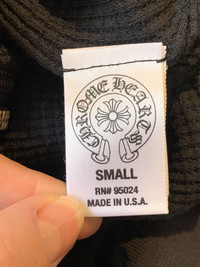 CHROME HEARTS
SMALL
RN# 95024
MADE IN U.S.A.